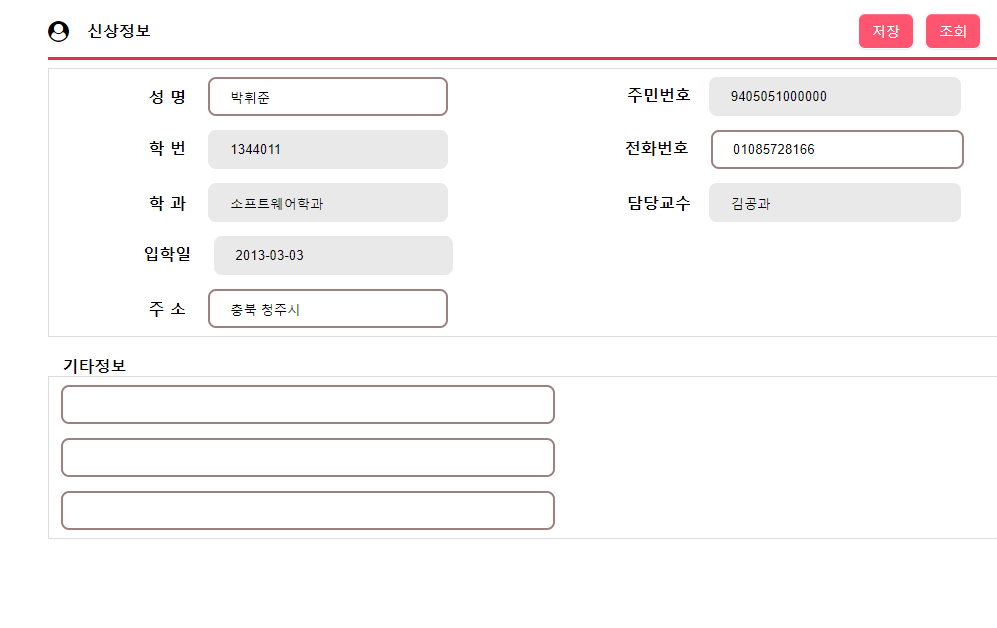 신상정보 저장 조회
성 명 박휘준 주민번호 9405051000000
학 번 1344011 전화번호 01085728166
학 과 소프트웨어학과 담당교수 김공과
입학일 2013-03-03
주 소 충북 청주시
기타정보